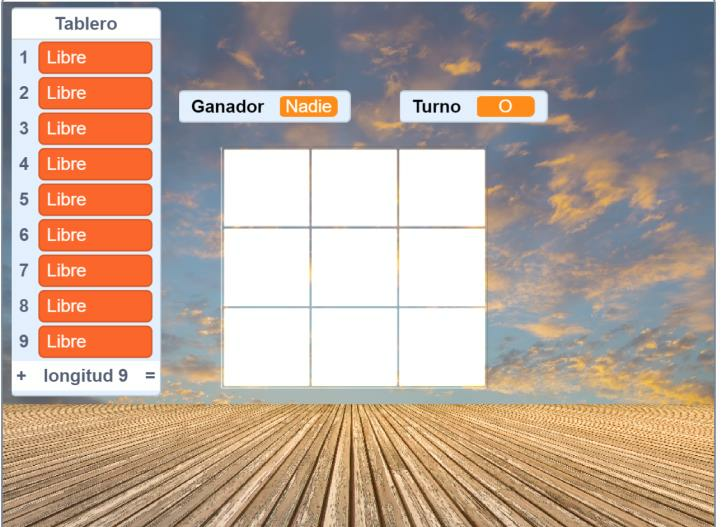 Tablero
1 Libre
2 Libre
3 Libre
4 Libre
5 Libre
6 Libre
7 Libre
8 Libre
9 Libre
+ longitud 9 =
Ganador Nadie
Turno O